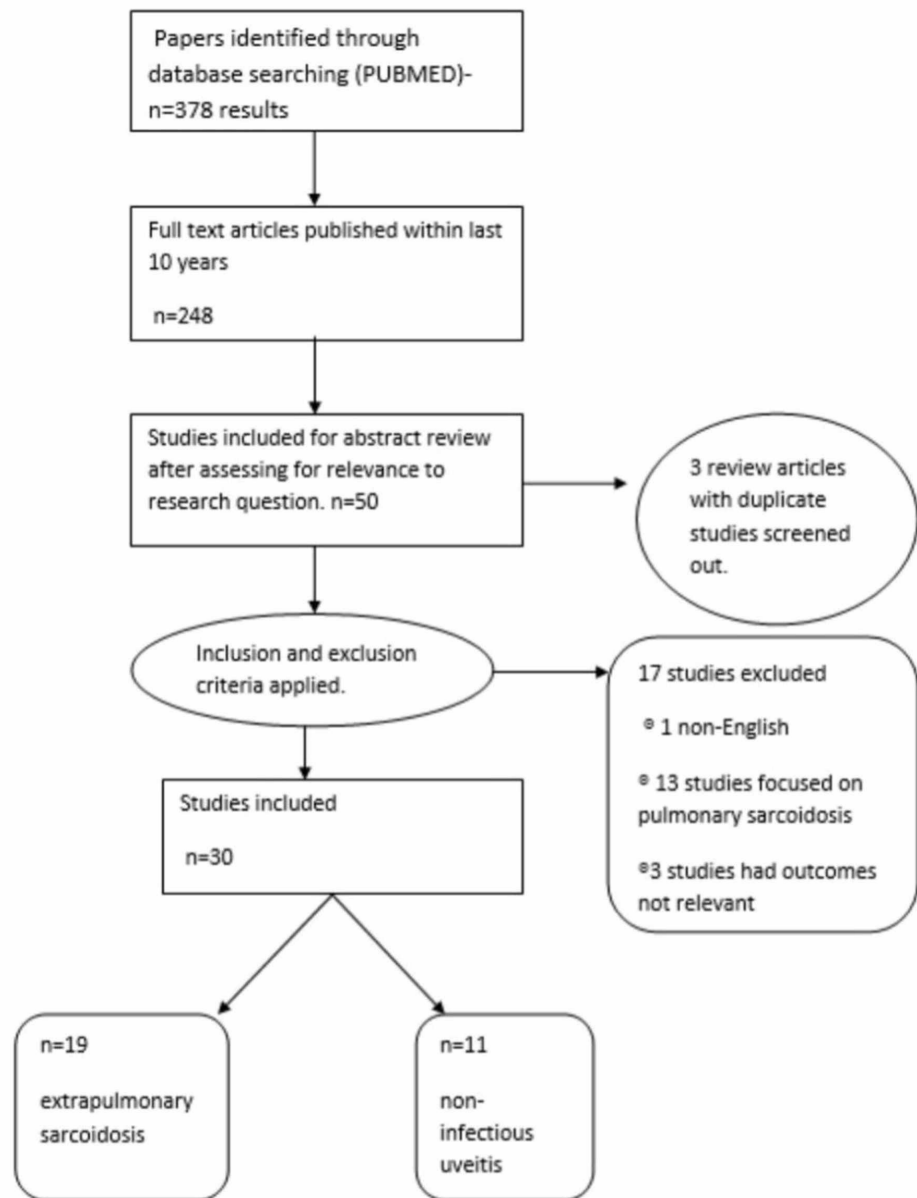 Papers identified through
database searching (PUBMED)-
n=378 results
Full text articles published within last
10 years
n=248
Studies included for abstract review
after assessing for relevance to
research question. n=50
3 review articles
with duplicate
studies screened
out.
Inclusion and exclusion
criteria applied.
17 studies excluded
® 1 non-English
® 13 studies focused on
pulmonary sarcoidosis
®3 studies had outcomes
not relevant
Studies included
n=30
n=19
extrapulmonary
sarcoidosis
n=11
non-
infectious
uveitis